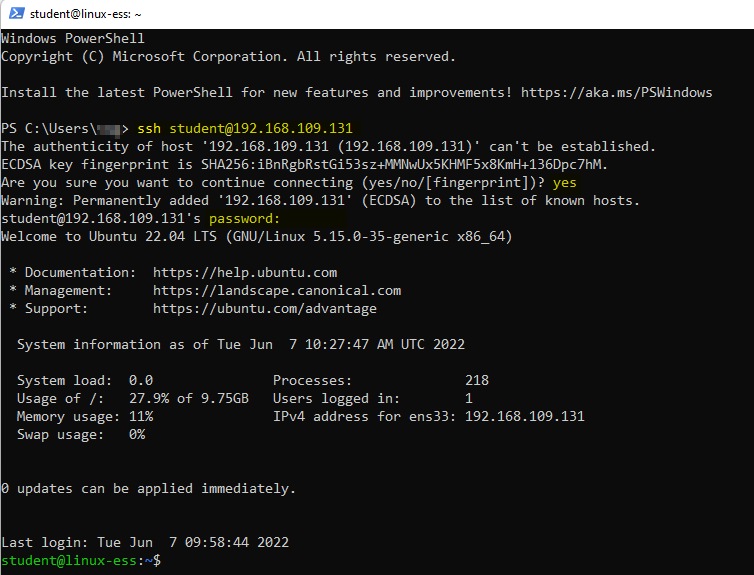 student@linux-ess: ~
Windows PowerShell
Copyright (C) Microsoft Corporation. All rights reserved.
Install the latest PowerShell for new features and improvements! https://aka.ms/PSWindows
PS C:\Users\> ssh student@192.168.109.131
The authenticity of host '192.168.109.131 (192.168.109.131)' can't be established.
ECDSA key fingerprint is SHA256:iBnRgbRstGi53sz+MMNwUx5KHMF5x8KmH+136Dpc7hM.
Are you sure you want to continue connecting (yes/no/[fingerprint])? yes
Warning: Permanently added '192.168.109.131' (ECDSA) to the list of known hosts.
student@192.168.109.131's password:
Welcome to Ubuntu 22.04 LTS (GNU/Linux 5.15.0-35-generic x86_64)
* Documentation:  https://help.ubuntu.com
* Management:     https://landscape.canonical.com
* Support:        https://ubuntu.com/advantage
System information as of Tue Jun  7 10:27:47 AM UTC 2022
System load:  0.0               Processes:              218
Usage of /:   27.9% of 9.75GB   Users logged in:        1
Memory usage: 11%               IPv4 address for ens33: 192.168.109.131
Swap usage:   0%
0 updates can be applied immediately.
Last login: Tue Jun  7 09:58:44 2022
student@linux-ess:~$